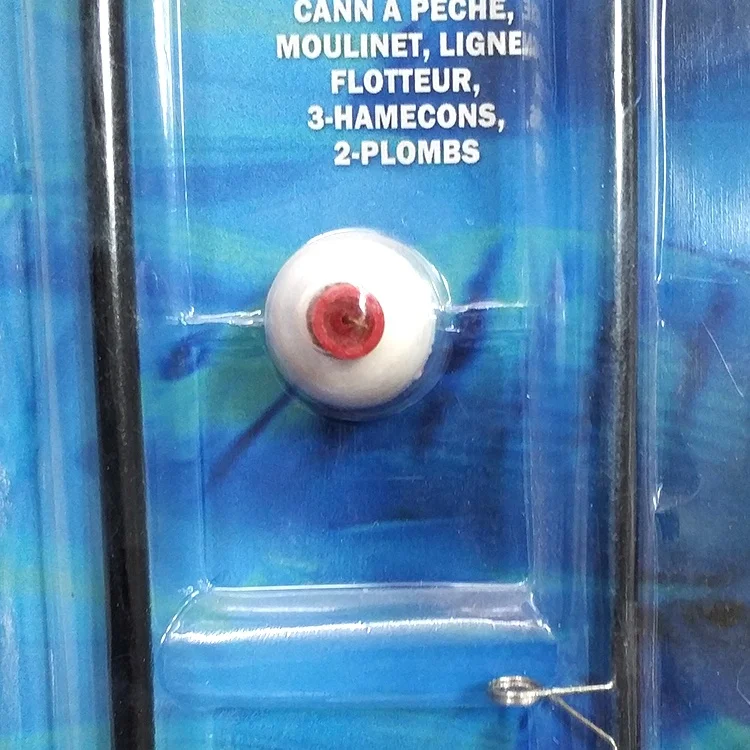 CANN A PECHE,
MOULINET, LIGNE
FLOTTEUR,
3-HAMECONS,
2-PLOMBS